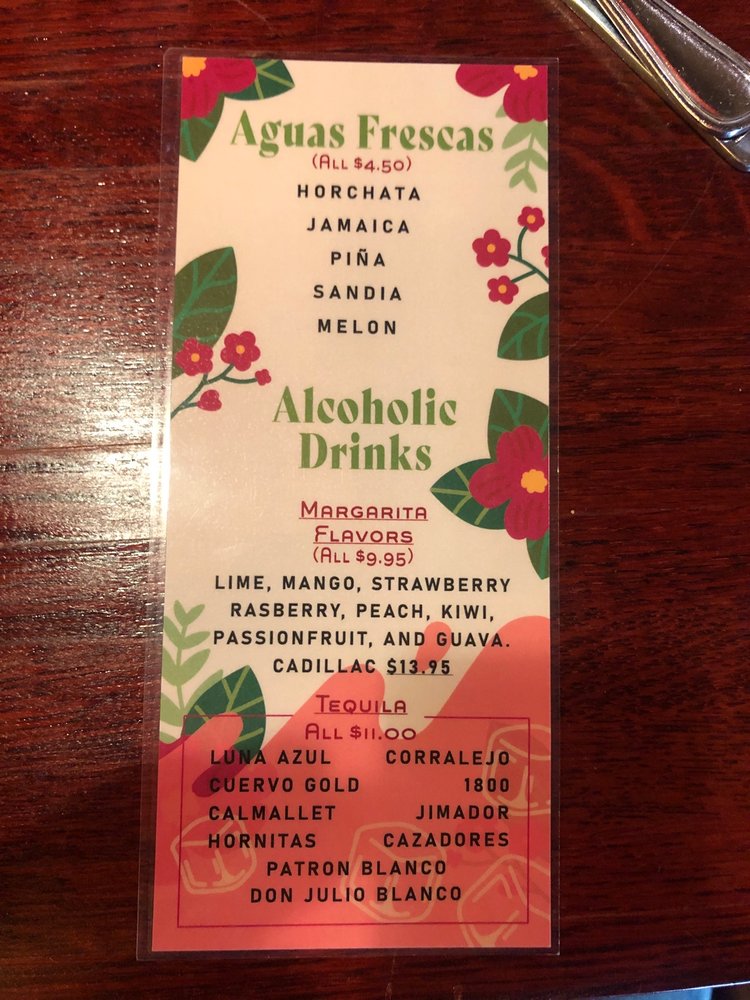 Aguas Frescas
(All $4.50)
HORCHATA
JAMAICA
PIÑA
SANDIA
MELON
Alcoholic
Drinks
Margarita
Flavors
(All $9.95)
LIME, MANGO, STRAWBERRY
RASBERRY, PEACH, KIWI,
PASSIONFRUIT, AND GUAVA.
CADILLAC $13.95
Tequila
All $11.00
LUNA AZUL CORRALEJO
CUERVO GOLD 1800
CALMALLET JIMADOR
HORNITAS CAZADORES
PATRON BLANCO
DON JULIO BLANCO